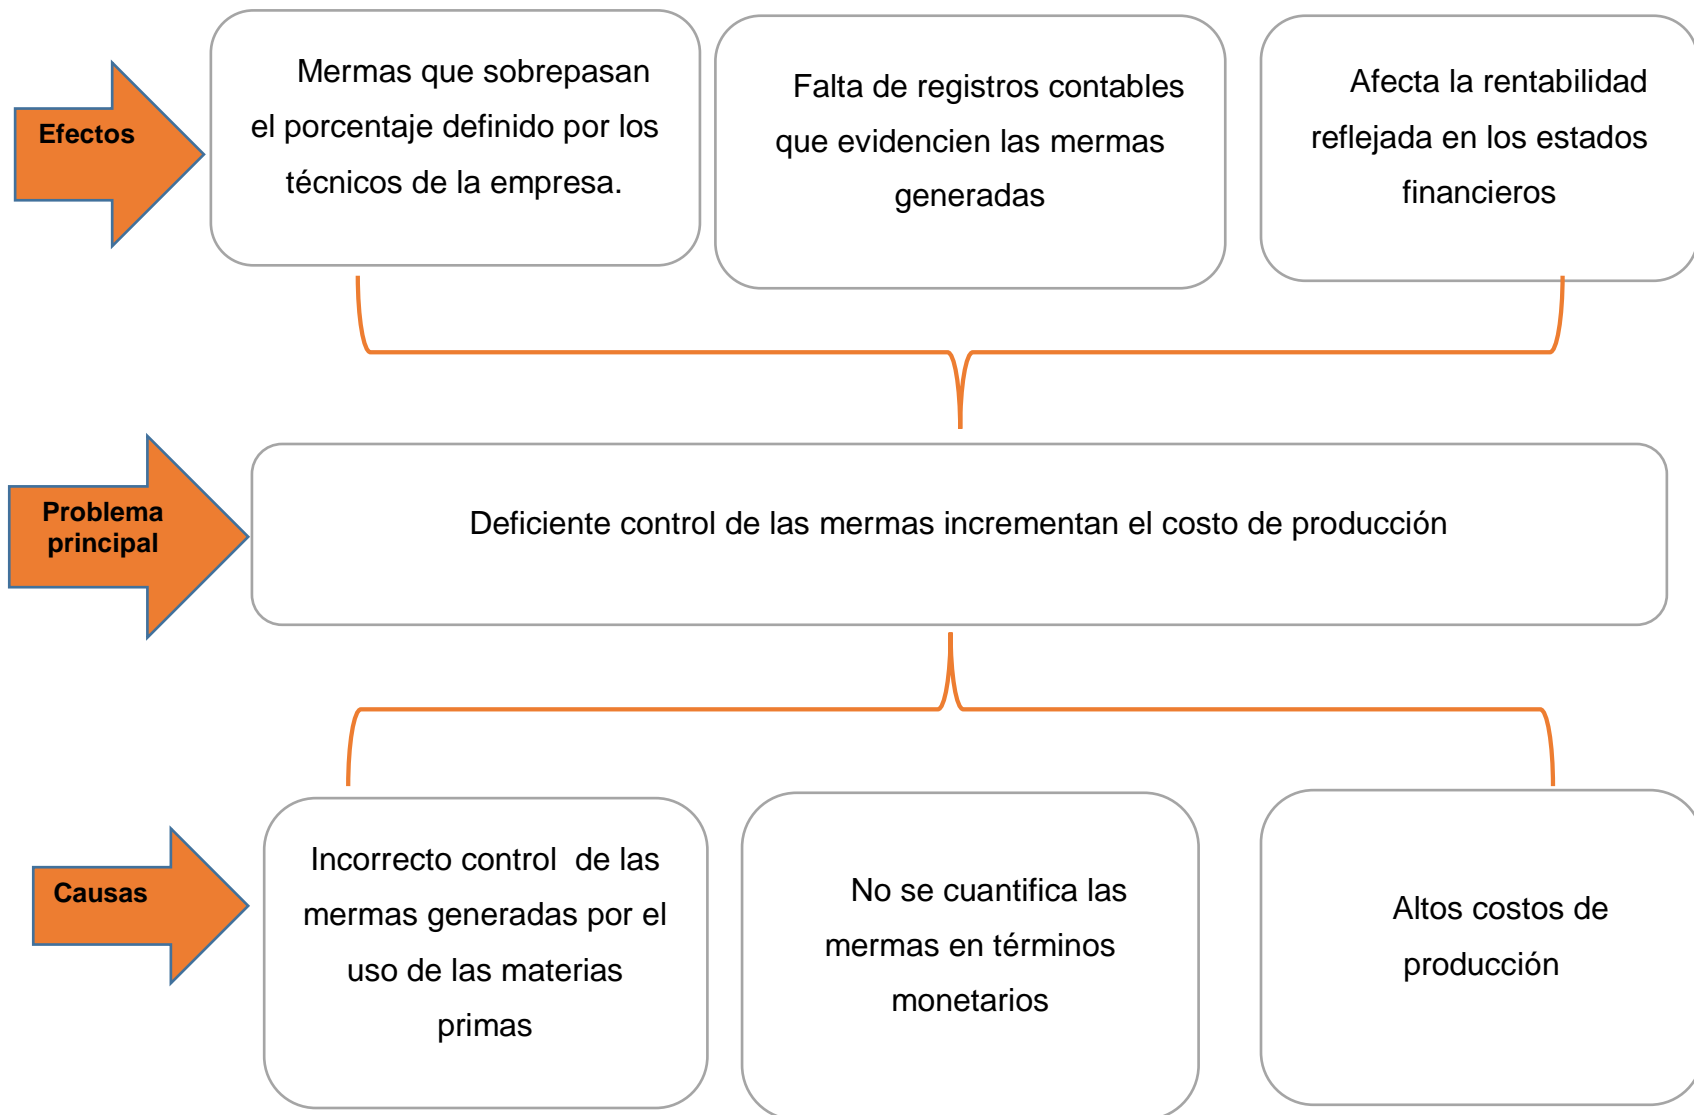 Efectos
Mermas que sobrepasan
el porcentaje definido por los
técnicos de la empresa.
Falta de registros contables
que evidencien las mermas
generadas
Afecta la rentabilidad
reflejada en los estados
financieros
Problema
principal
Deficiente control de las mermas incrementan el costo de producción
Causas
Incorrecto control  de las
mermas generadas por el
uso de las materias
primas
No se cuantifica las
mermas en términos
monetarios
Altos costos de
producción